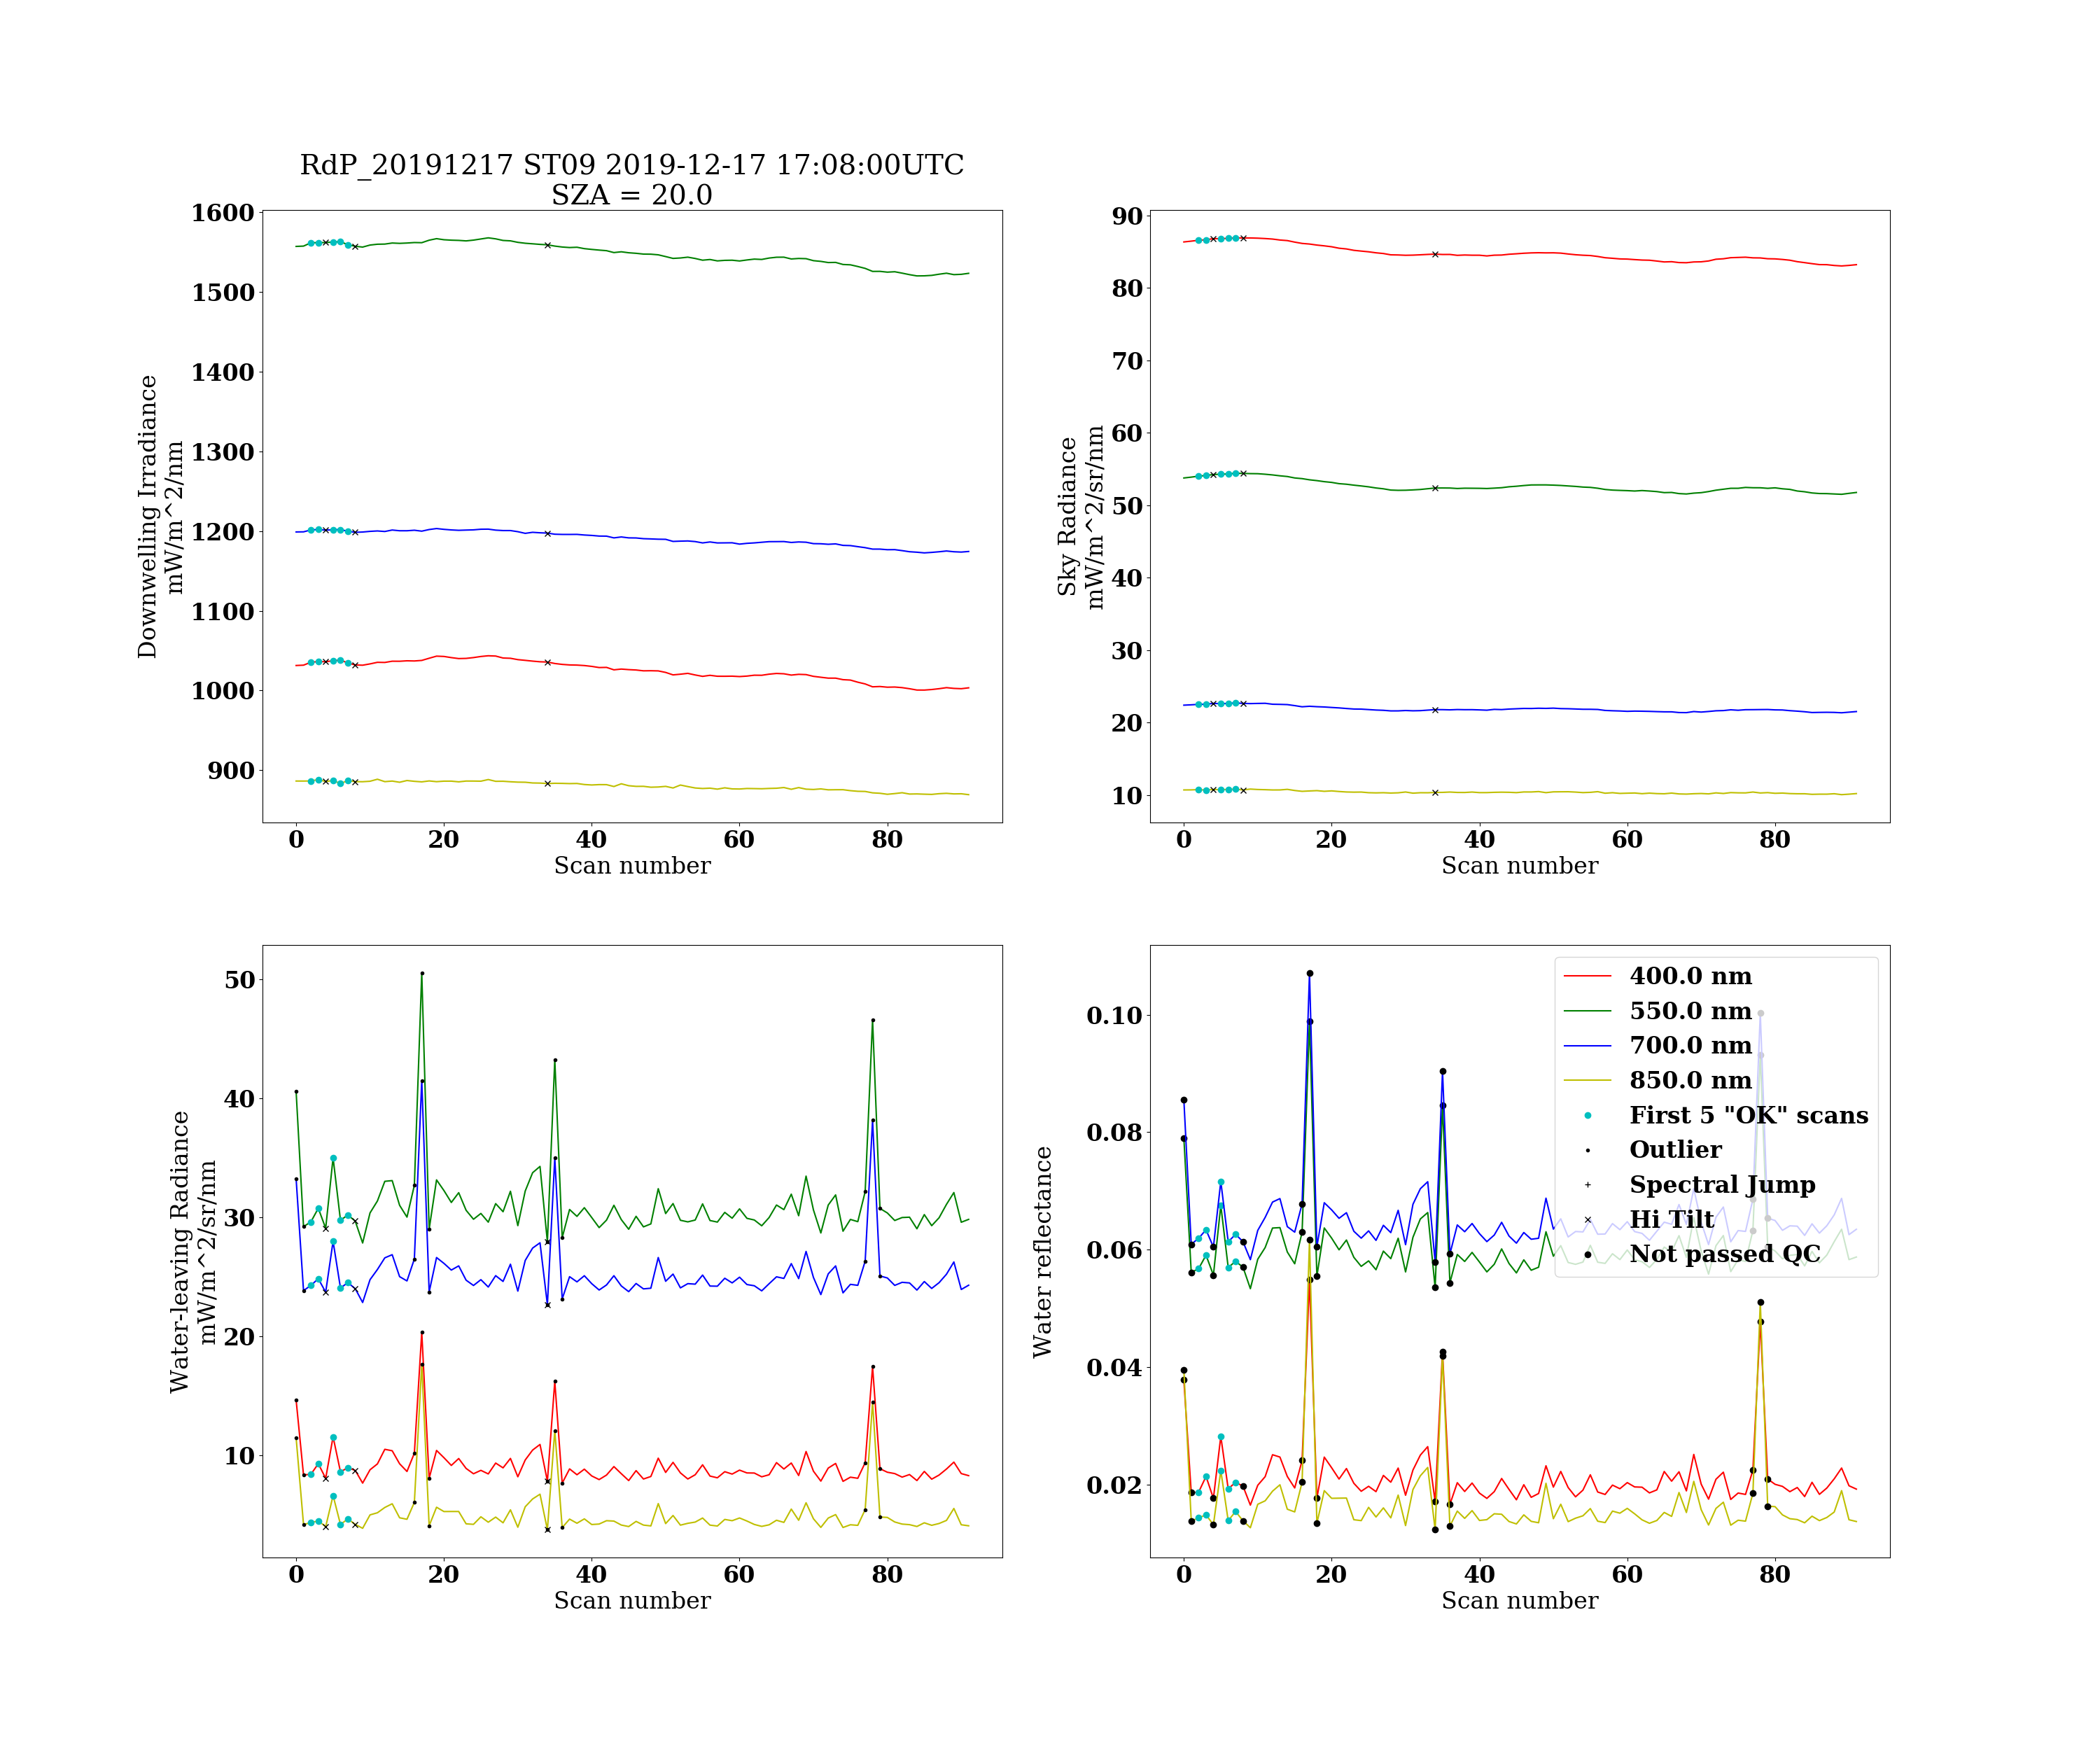 RdP_20191217 ST09 2019-12-17 17:08:00UTC
SZA = 20.0
1600
1500
1400
1300
1200
1100
1000
900
Downwelling Irradiance
mW/m^2/nm
0 20 40 60 80
Scan number
90
80
70
60
50
40
30
20
10
Sky Radiance
mW/m^2/sr/nm
0 20 40 60 80
Scan number
50
40
30
20
10
Water-leaving Radiance
mW/m^2/sr/nm
0 20 40 60 80
Scan number
0.10
0.08
0.06
0.04
0.02
Water reflectance
0 20 40 60 80
Scan number
400.0 nm
550.0 nm
700.0 nm
850.0 nm
First 5 "OK" scans
Outlier
Spectral Jump
Hi Tilt
Not passed QC